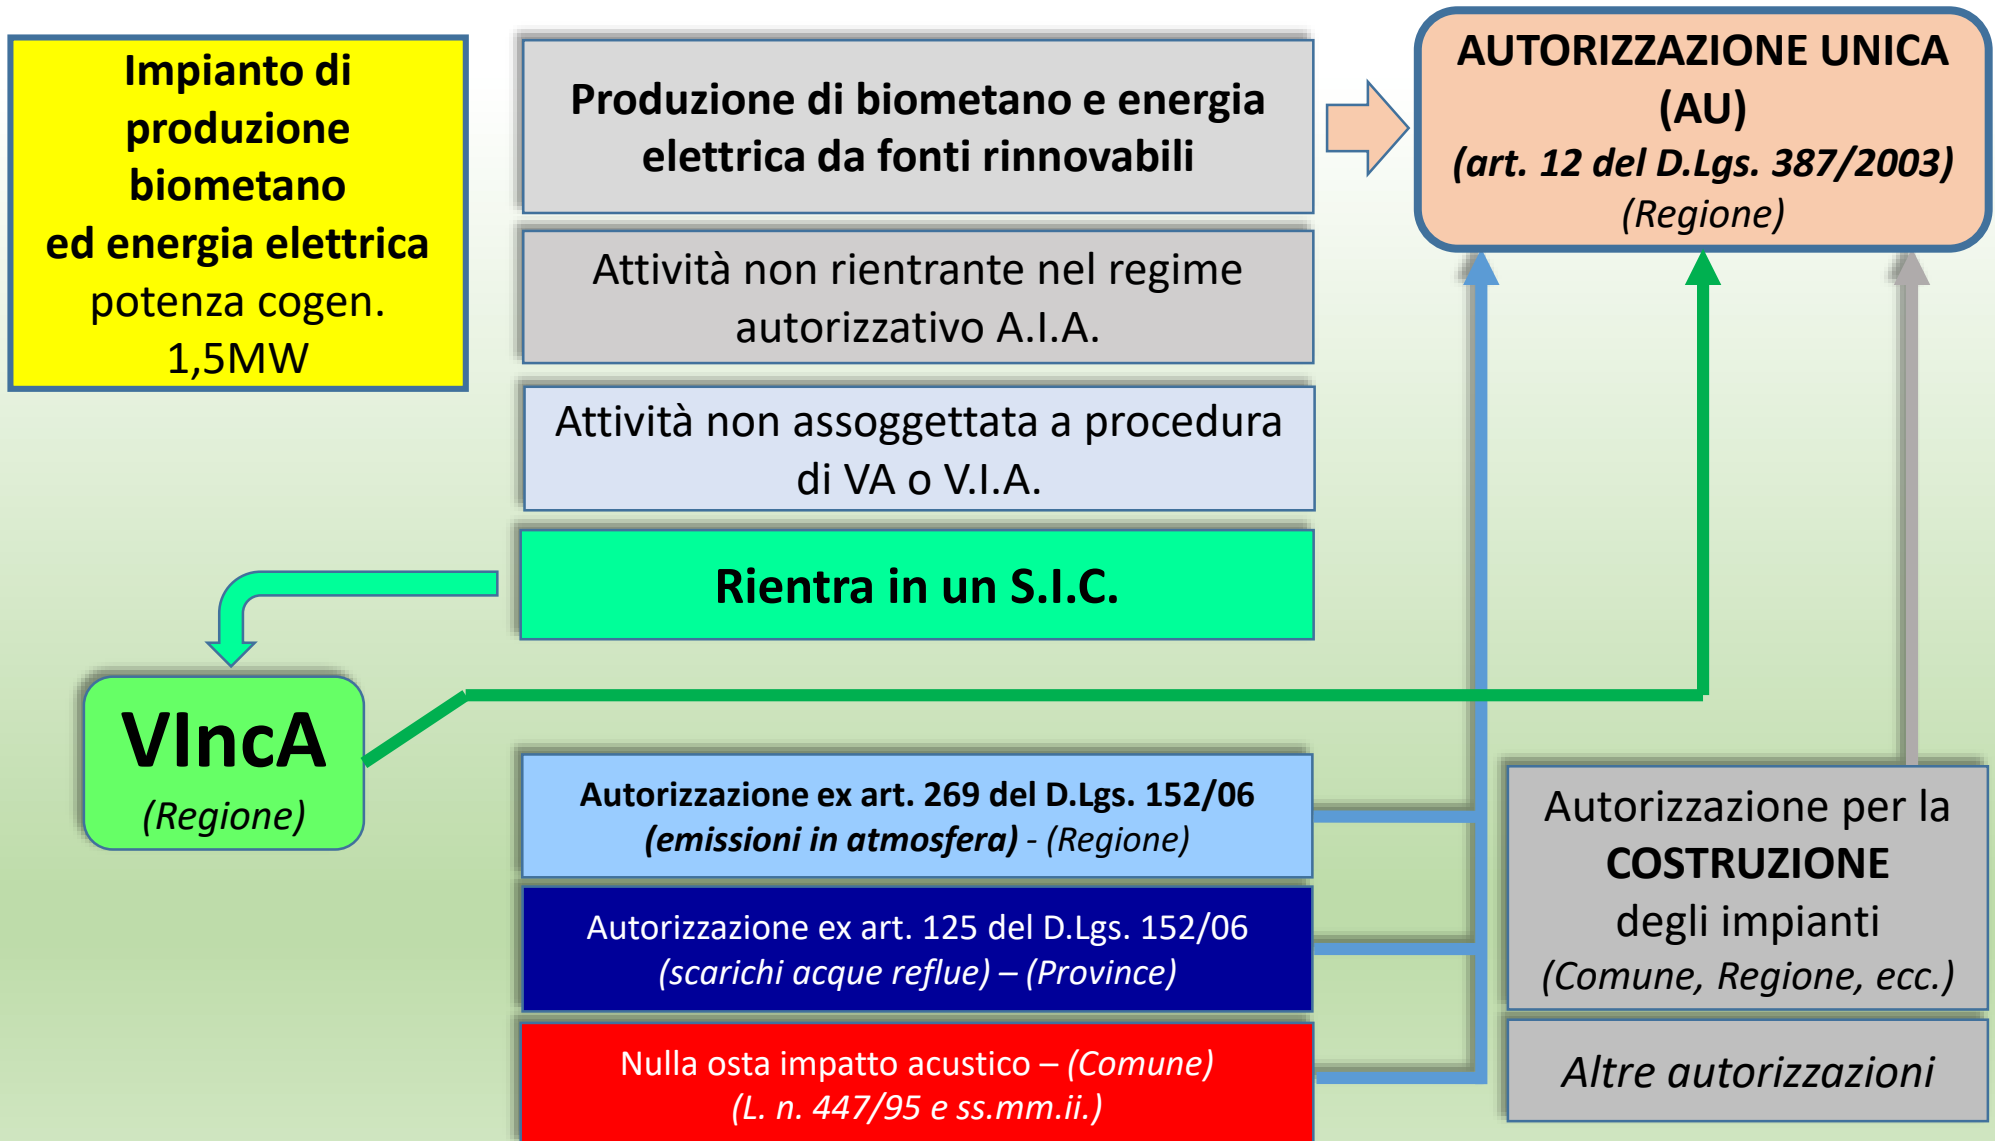 Impianto di
produzione
biometano
ed energia elettrica
potenza cogen.
1,5MW
Produzione di biometano e energia
elettrica da fonti rinnovabili
AUTORIZZAZIONE UNICA
(AU)
(art. 12 del D.Lgs. 387/2003)
(Regione)
Attività non rientrante nel regime
autorizzativo A.I.A.
Attività non assoggettata a procedura
di VA o V.I.A.
Rientra in un S.I.C.
VIncA
(Regione)
Autorizzazione ex art. 269 del D.Lgs. 152/06
(emissioni in atmosfera) - (Regione)
Autorizzazione ex art. 125 del D.Lgs. 152/06
(scarichi acque reflue) – (Province)
Nulla osta impatto acustico – (Comune)
(L. n. 447/95 e ss.mm.ii.)
Autorizzazione per la
COSTRUZIONE
degli impianti
(Comune, Regione, ecc.)
Altre autorizzazioni